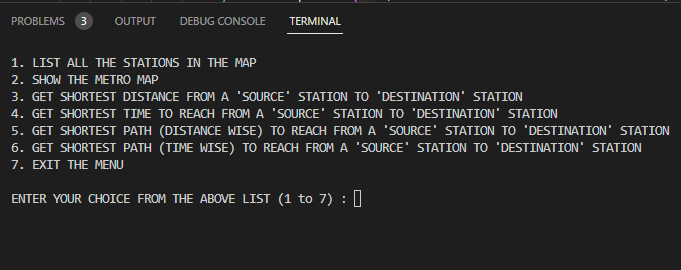 PROBLEMS 3 OUTPUT DEBUG CONSOLE TERMINAL
1. LIST ALL THE STATIONS IN THE MAP
2. SHOW THE METRO MAP
3. GET SHORTEST DISTANCE FROM A 'SOURCE' STATION TO 'DESTINATION' STATION
4. GET SHORTEST TIME TO REACH FROM A 'SOURCE' STATION TO 'DESTINATION' STATION
5. GET SHORTEST PATH (DISTANCE WISE) TO REACH FROM A 'SOURCE' STATION TO 'DESTINATION' STATION
6. GET SHORTEST PATH (TIME WISE) TO REACH FROM A 'SOURCE' STATION TO 'DESTINATION' STATION
7. EXIT THE MENU
ENTER YOUR CHOICE FROM THE ABOVE LIST (1 to 7) :